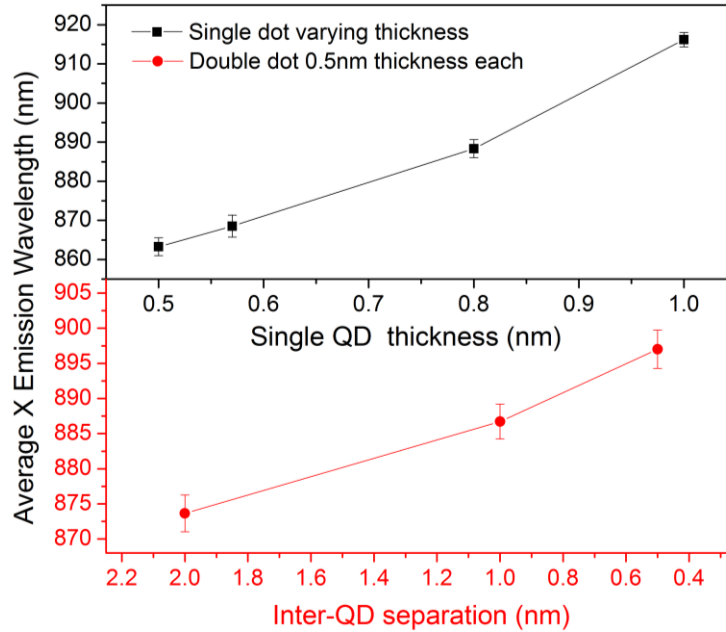 Average X Emission Wavelength (nm)
920
910
900
890
880
870
860
Single dot varying thickness
Double dot 0.5nm thickness each
0.5 0.6 0.7 0.8 0.9 1.0
Single QD thickness (nm)
905
900
895
890
885
880
875
870
2.2 2.0 1.8 1.6 1.4 1.2 1.0 0.8 0.6 0.4
Inter-QD separation (nm)